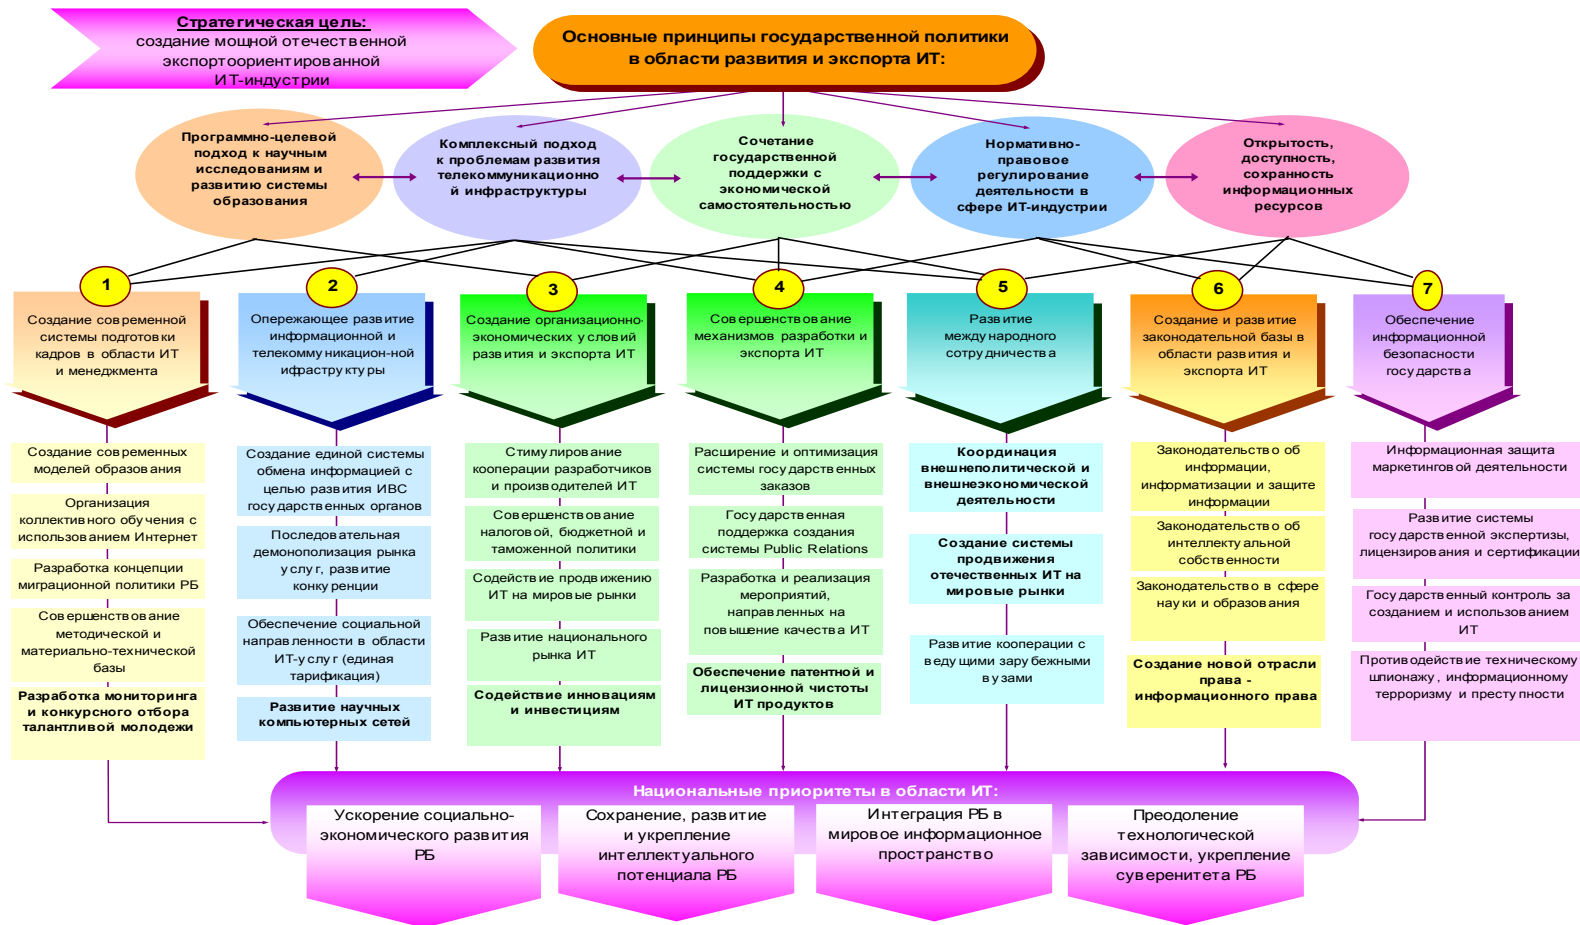 Стратегическая цель:
создание мощной отечественной
экспортоориентированной
ИТ-индустрии
Основные принципы государственной политики
в области развития и экспорта ИТ:
Программно-целевой
подход к научным
исследованиям и
развитию системы
образования
Комплексный подход
к проблемам развития
телекоммуникационно
й инфраструктуры
Сочетание
государственной
поддержки с
экономической
самостоятельностью
Нормативно-
правовое
регулирование
деятельности в
сфере ИТ-индустрии
Открытость,
доступность,
сохранность
информационных
ресурсов
1
Создание современной
системы подготовки
кадров в области ИТ
и менеджмента
2
Опережающее развитие
информационной и
телекоммуникацион-ной
ифраструктуры
3
Создание организационно-
экономических условий
развития и экспорта ИТ
4
Совершенствование
механизмов разработки и
экспорта ИТ
5
Развитие
международного
сотрудничества
6
Создание и развитие
законодательной базы в
области развития и
экспорта ИТ
7
Обеспечение
информационной
безопасности
государства
Создание современных
моделей образования
Организация
коллективного обучения с
использованием Интернет
Разработка концепции
миграционной политики РБ
Совершенствование
методической и
материально-технической
базы
Разработка мониторинга
и конкурсного отбора
талантливой молодежи
Создание единой системы
обмена информацией с
целью развития ИВС
государственных органов
Последовательная
демонополизация рынка
услуг, развитие
конкуренции
Обеспечение социальной
направленности в области
ИТ-услуг (единая
тарификация)
Развитие научных
компьютерных сетей
Стимулирование
кооперации разработчиков
и производителей ИТ
Совершенствование
налоговой, бюджетной и
таможенной политики
Содействие продвижению
ИТ на мировые рынки
Развитие национального
рынка ИТ
Содействие инновациям
и инвестициям
Расширение и оптимизация
системы государственных
заказов
Государственная
поддержка создания
системы Public Relations
Разработка и реализация
мероприятий,
направленных на
повышение качества ИТ
Обеспечение патентной и
лицензионной чистоты
ИТ продуктов
Координация
внешнеполитической и
внешнеэкономической
деятельности
Создание системы
продвижения
отечественных ИТ на
мировые рынки
Развитие кооперации с
ведущими зарубежными
вузами
Законодательство об
информации,
информатизации и защите
информации
Законодательство об
интеллектуальной
собственности
Законодательство в сфере
науки и образования
Создание новой отрасли
права -
информационного права
Информационная защита
маркетинговой деятельности
Развитие системы
государственной экспертизы,
лицензирования и сертификации
Государственный контроль за
созданием и использованием
ИТ
Противодействие техническому
шпионажу, информационному
терроризму и преступности
Национальные приоритеты в области ИТ:
Ускорение социально-
экономического развития
РБ
Сохранение, развитие
и укрепление
интеллектуального
потенциала РБ
Интеграция РБ в
мировое информационное
пространство
Преодоление
технологической
зависимости, укрепление
суверенитета РБ